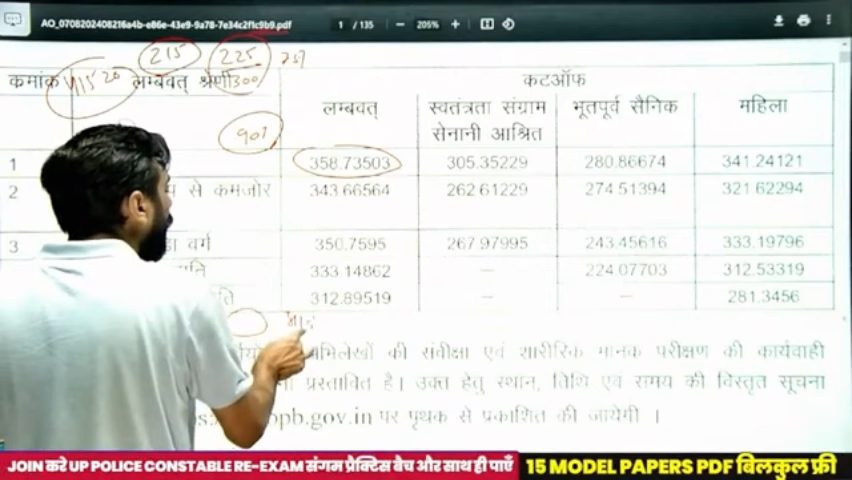 AO_0708202408216a4b-e86e-43e9-9a78-7e34c2f1c9b9.pdf 1 / 135 205%
215 225
क्रमांक लम्बवत् श्रेणी 300 कटऑफ
लम्बवत् स्वतंत्रता संग्राम सेनानी आश्रित भूतपूर्व सैनिक महिला
90%
1 358.73503 305.35229 280.86674 341.24121
2 से कमजोर 343.66564 262.61229 274.51394 321.62294
3 वर्ग 350.7595 267.97995 243.45616 333.19796
333.14862 — 224.07703 312.53319
312.89519 — — 281.3456
अभिलेखों की संवीक्षा एवं शारीरिक मानक परीक्षण की कार्यवाही
प्रस्तावित है। उक्त हेतु स्थान, तिथि एवं समय की विस्तृत सूचना
pb.gov.in पर पृथक से प्रकाशित की जायेगी ।
JOIN करे UP POLICE CONSTABLE RE-EXAM संगम प्रैक्टिस बैच और साथ ही पाएँ 15 MODEL PAPERS PDF बिलकुल फ्री